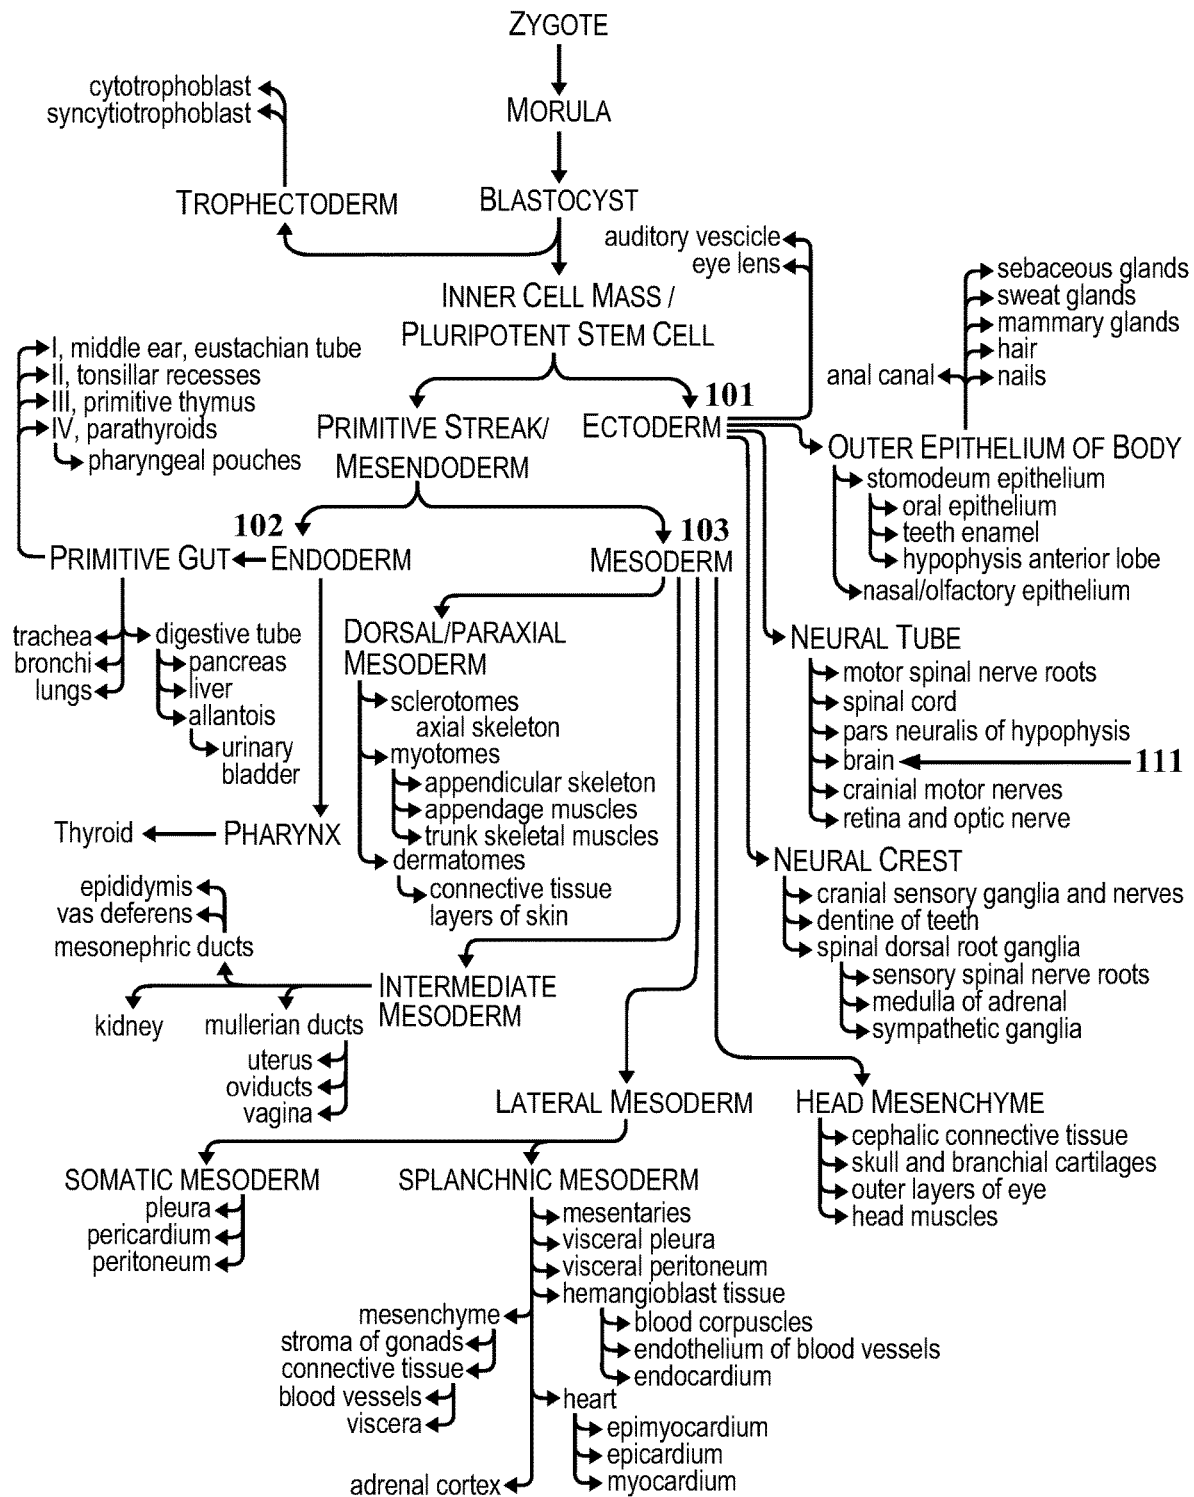 ZYGOTE
cytotrophoblast
syncytiotrophoblast
MORULA
TROPHECTODERM
BLASTOCYST
auditory vescicle
eye lens
sebaceous glands
sweat glands
mammary glands
hair
nails
anal canal
INNER CELL MASS /
PLURIPOTENT STEM CELL
I, middle ear, eustachian tube
II, tonsillar recesses
III, primitive thymus
IV, parathyroids
pharyngeal pouches
101
PRIMITIVE STREAK/
MESENDODERM
ECTODERM
OUTER EPITHELIUM OF BODY
stomodeum epithelium
oral epithelium
teeth enamel
hypophysis anterior lobe
nasal/olfactory epithelium
102
103
PRIMITIVE GUT
ENDODERM
MESODERM
trachea
bronchi
lungs
digestive tube
pancreas
liver
allantois
urinary
bladder
DORSAL/PARAXIAL
MESODERM
sclerotomes
axial skeleton
myotomes
appendicular skeleton
appendage muscles
trunk skeletal muscles
dermatomes
connective tissue
layers of skin
NEURAL TUBE
motor spinal nerve roots
spinal cord
pars neuralis of hypophysis
brain
111
crainial motor nerves
retina and optic nerve
Thyroid
PHARYNX
NEURAL CREST
cranial sensory ganglia and nerves
dentine of teeth
spinal dorsal root ganglia
sensory spinal nerve roots
medulla of adrenal
sympathetic ganglia
epididymis
vas deferens
mesonephric ducts
INTERMEDIATE
MESODERM
kidney
mullerian ducts
uterus
oviducts
vagina
LATERAL MESODERM
HEAD MESENCHYME
cephalic connective tissue
skull and branchial cartilages
outer layers of eye
head muscles
SOMATIC MESODERM
pleura
pericardium
peritoneum
SPLANCHNIC MESODERM
mesentaries
visceral pleura
visceral peritoneum
hemangioblast tissue
blood corpuscles
endothelium of blood vessels
endocardium
mesenchyme
stroma of gonads
connective tissue
blood vessels
viscera
heart
epimyocardium
epicardium
myocardium
adrenal cortex